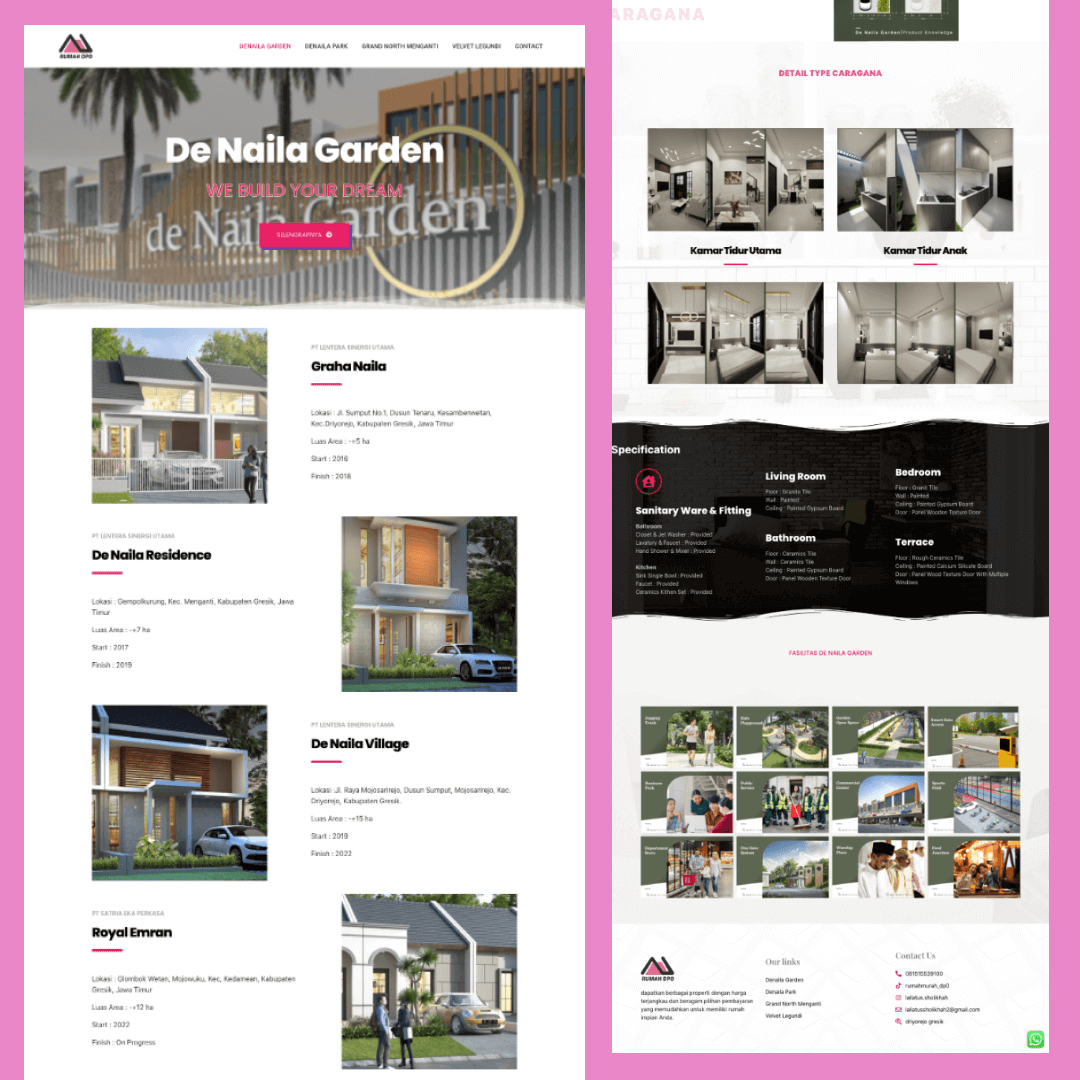 RUMAH DP0
DENAILA GARDEN
DENAILA PARK
GRAND NORTH MENGANTI
VELVET LEGUNDI
CONTACT
De Naila Garden
WE BUILD YOUR DREAM
de Naila Garden
SELENGKAPNYA
PT LENTERA SINERGI UTAMA
Graha Naila
Lokasi : Jl. Sumput No.1, Dusun Tenaru, Kesambenwetan,
Kec.Driyorejo, Kabupaten Gresik, Jawa Timur
Luas Area : -+5 ha
Start : 2016
Finish : 2018
PT LENTERA SINERGI UTAMA
De Naila Residence
Lokasi : Gempolkurung, Kec. Menganti, Kabupaten Gresik, Jawa
Timur
Luas Area : -+7 ha
Start : 2017
Finish : 2019
PT LENTERA SINERGI UTAMA
De Naila Village
Lokasi :Jl. Raya Mojosarirejo, Dusun Sumput, Mojosarirejo, Kec.
Driyorejo, Kabupaten Gresik.
Luas Area : -+15 ha
Start : 2019
Finish : 2022
PT SATRIA EKA PERKASA
Royal Emran
Lokasi : Glombok Wetan, Mojowuku, Kec, Kedamean, Kabupaten
Gresik, Jawa Timur
Luas Area : -+12 ha
Start : 2022
Finish : On Progress
ARAGANA
De Naila Garden|Product Knowledge
DETAIL TYPE CARAGANA
Kamar Tidur Utama
Kamar Tidur Anak
Specification
Sanitary Ware & Fitting
Bathroom
Closet & Jet Washer : Provided
Lavatory & Faucet : Provided
Hand Shower & Mixer : Provided
Kitchen
Sink Single Bowl : Provided
Faucet : Provided
Ceramics Kithen Set : Provided
Living Room
Floor : Granite Tile
Wall : Painted
Ceiling : Painted Gypsum Board
Bathroom
Floor : Ceramics Tile
Wall : Ceramics Tile
Ceiling : Painted Gypsum Board
Door : Panel Wooden Texture Door
Bedroom
Floor : Granit Tile
Wall : Painted
Ceiling : Painted Gypsum Board
Door : Panel Wooden Texture Door
Terrace
Floor : Rough Ceramics Tile
Ceiling : Painted Calcium Silicate Board
Door : Panel Wood Texture Door With Multiple
Windows
FASILITAS DE NAILA GARDEN
Jogging
Track
Kids
Playground
Garden
Open Space
Smart Gate
Access
Business
Park
Public
Service
Commercial
Center
Sports
Field
Department
Store
One Gate
System
Worship
Place
Food
Junction
RUMAH DP0
dapatkan berbagai properti dengan harga
terjangkau dan beragam pilihan pembayaran
yang memudahkan untuk memiliki rumah
impian Anda.
Our links
Denaila Garden
Denaila Park
Grand North Menganti
Velvet Legundi
Contact Us
081515539100
rumahmurah_dp0
lailatus.sholikhah
lailatussholikhah2@gmail.com
driyorejo gresik